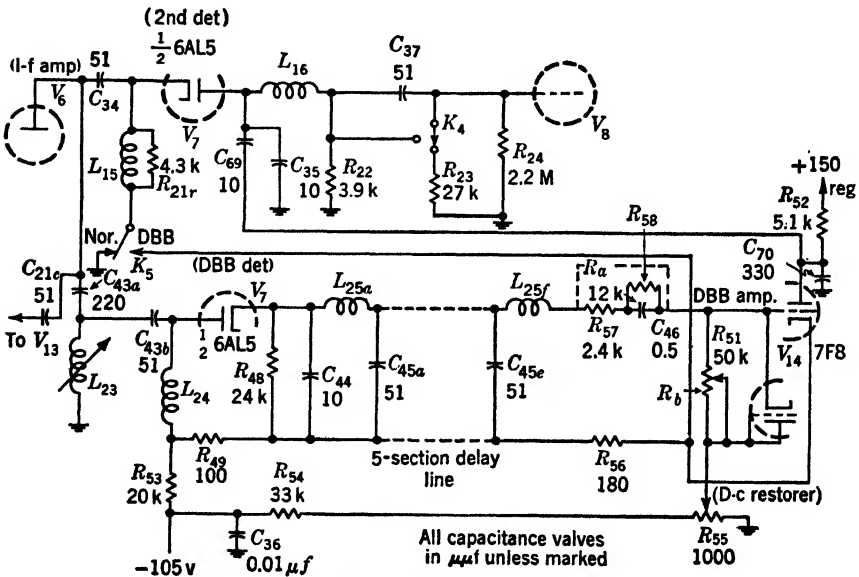 (2nd det)
½ 6AL5
(I-f amp)
V6
51
C34
V7
L16
C37
51
V8
L15
4.3 k
R21r
C69
10
C35
10
R22
3.9 k
K4
R23
27 k
R24
2.2 M
+150
reg
R52
5.1 k
C70
330
Nor.
DBB
K5
(DBB det)
C21c
51
C43a
220
To V13
L23
C43b
51
½
6AL5
V7
L24
R48
24 k
L25a
C44
10
C45a
51
L25f
C45e
51
R58
Ra
12 k
R57
2.4 k
C46
0.5
DBB amp.
R51
50 k
Rb
V14
7F8
R49
100
5-section delay
line
R56
180
(D-c restorer)
R53
20 k
R54
33 k
C36
0.01 μf
-105 v
All capacitance valves
in μμf unless marked
R55
1000